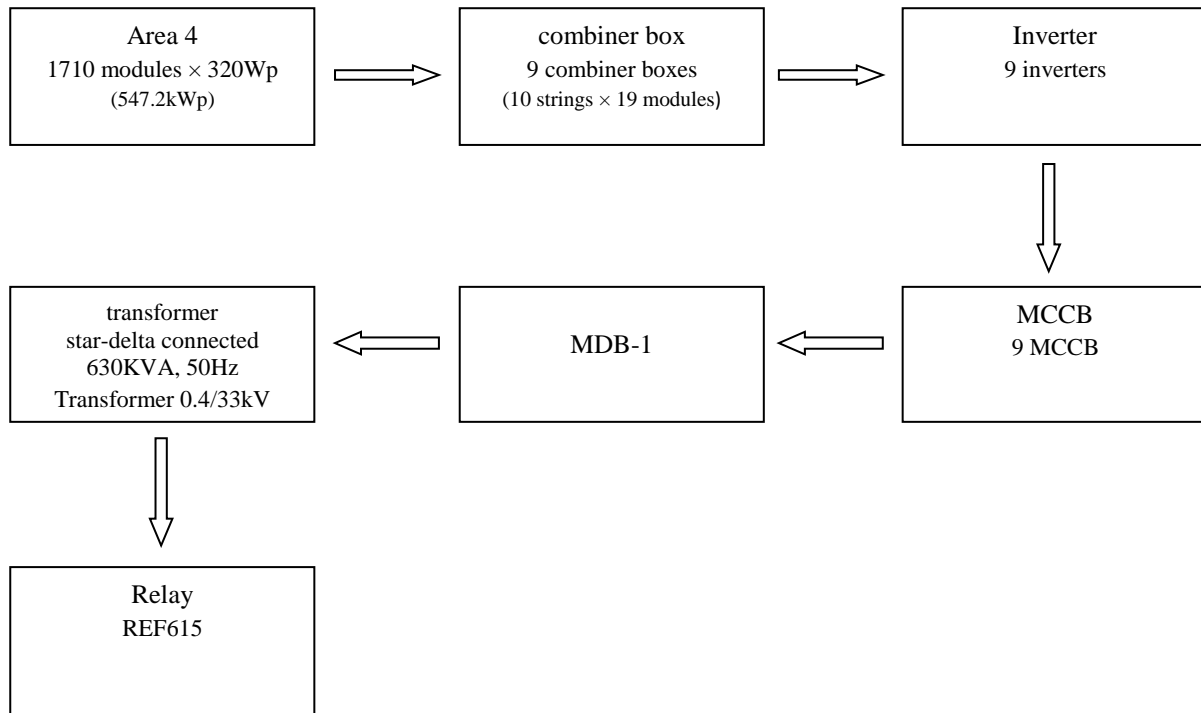 Area 4
1710 modules × 320Wp
(547.2kWp)
combiner box
9 combiner boxes
(10 strings × 19 modules)
Inverter
9 inverters
MCCB
9 MCCB
MDB-1
transformer
star-delta connected
630KVA, 50Hz
Transformer 0.4/33kV
Relay
REF615